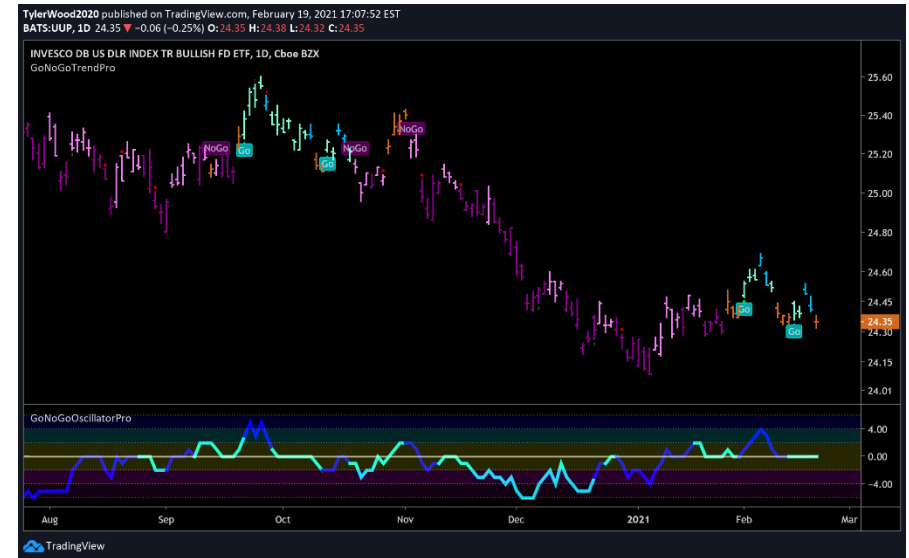 TylerWood2020 published on TradingView.com, February 19, 2021 17:07:52 EST
BATS:UUP, 1D 24.35 ▼ −0.06 (−0.25%) O:24.35 H:24.38 L:24.32 C:24.35
INVESCO DB US DLR INDEX TR BULLISH FD ETF, 1D, Cboe BZX
GoNoGoTrendPro
25.60
25.40
NoGo
NoGo Go NoGo
25.20
Go
25.00
24.80
24.60
24.45
Go
24.35
24.30
Go
24.15
24.01
GoNoGoOscillatorPro
4.00
0.00
−4.00
Aug Sep Oct Nov Dec 2021 Feb Mar
TradingView